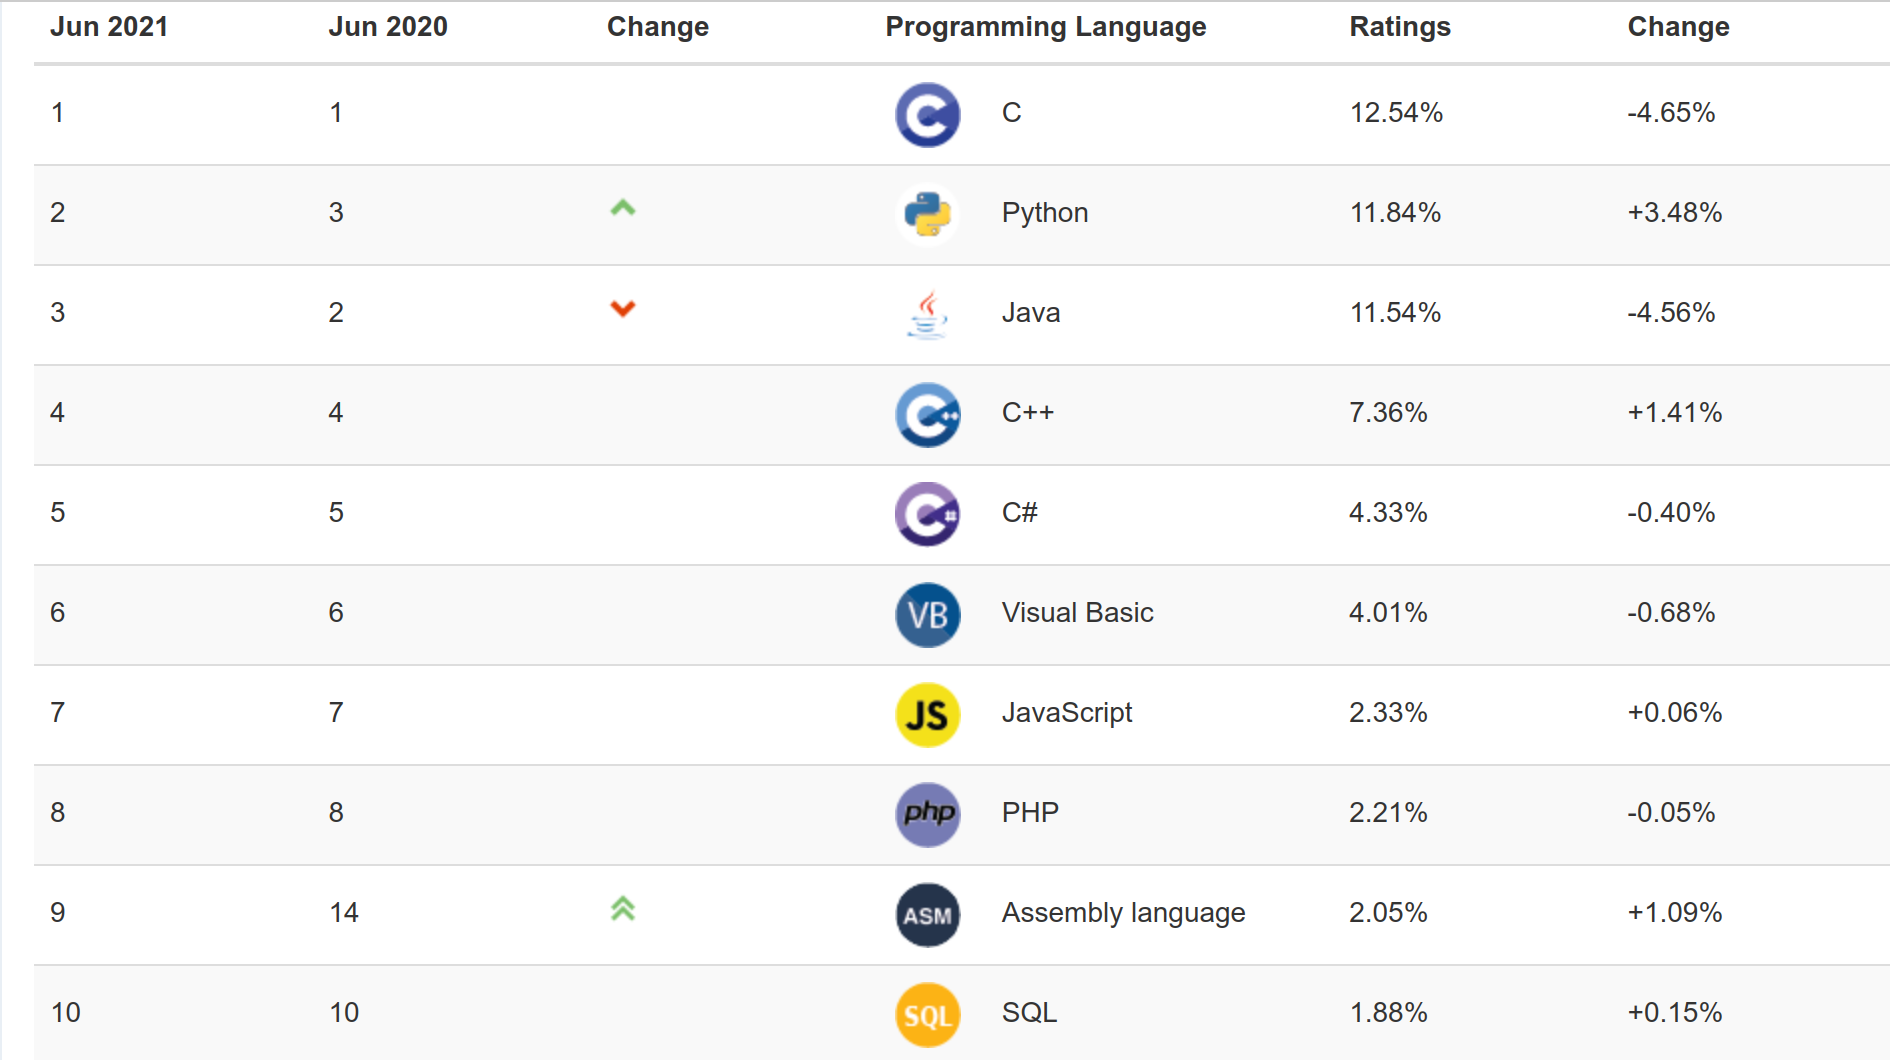 Jun 2021 Jun 2020 Change Programming Language Ratings Change
1 1 C C 12.54% -4.65%
2 3 Python 11.84% +3.48%
3 2 Java 11.54% -4.56%
4 4 C++ C++ 7.36% +1.41%
5 5 C# C# 4.33% -0.40%
6 6 VB Visual Basic 4.01% -0.68%
7 7 JS JavaScript 2.33% +0.06%
8 8 php PHP 2.21% -0.05%
9 14 ASM Assembly language 2.05% +1.09%
10 10 SQL SQL 1.88% +0.15%